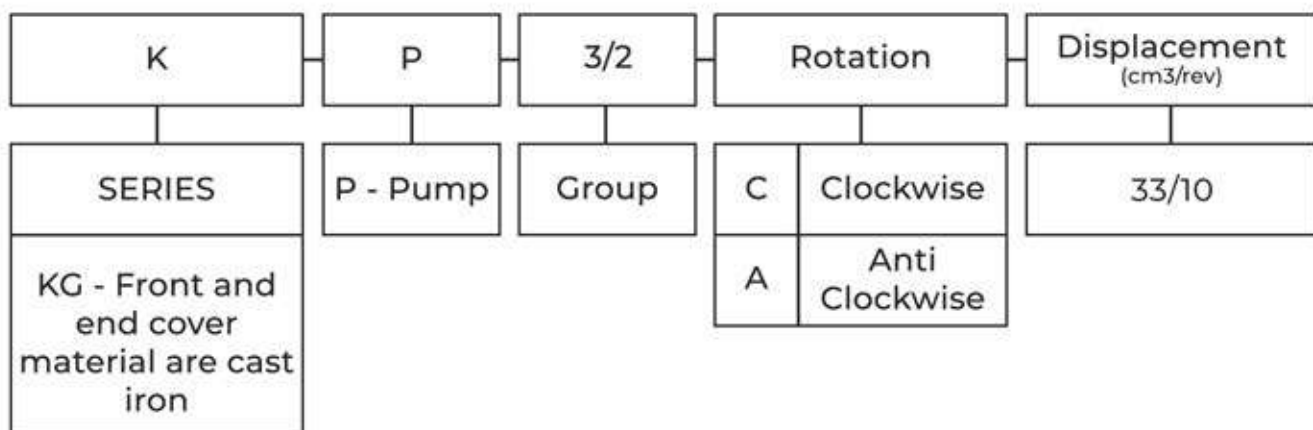 K
P
3/2
Rotation
Displacement
(cm3/rev)
SERIES
P - Pump
Group
C
Clockwise
33/10
A
Anti
Clockwise
KG - Front and
end cover
material are cast
iron